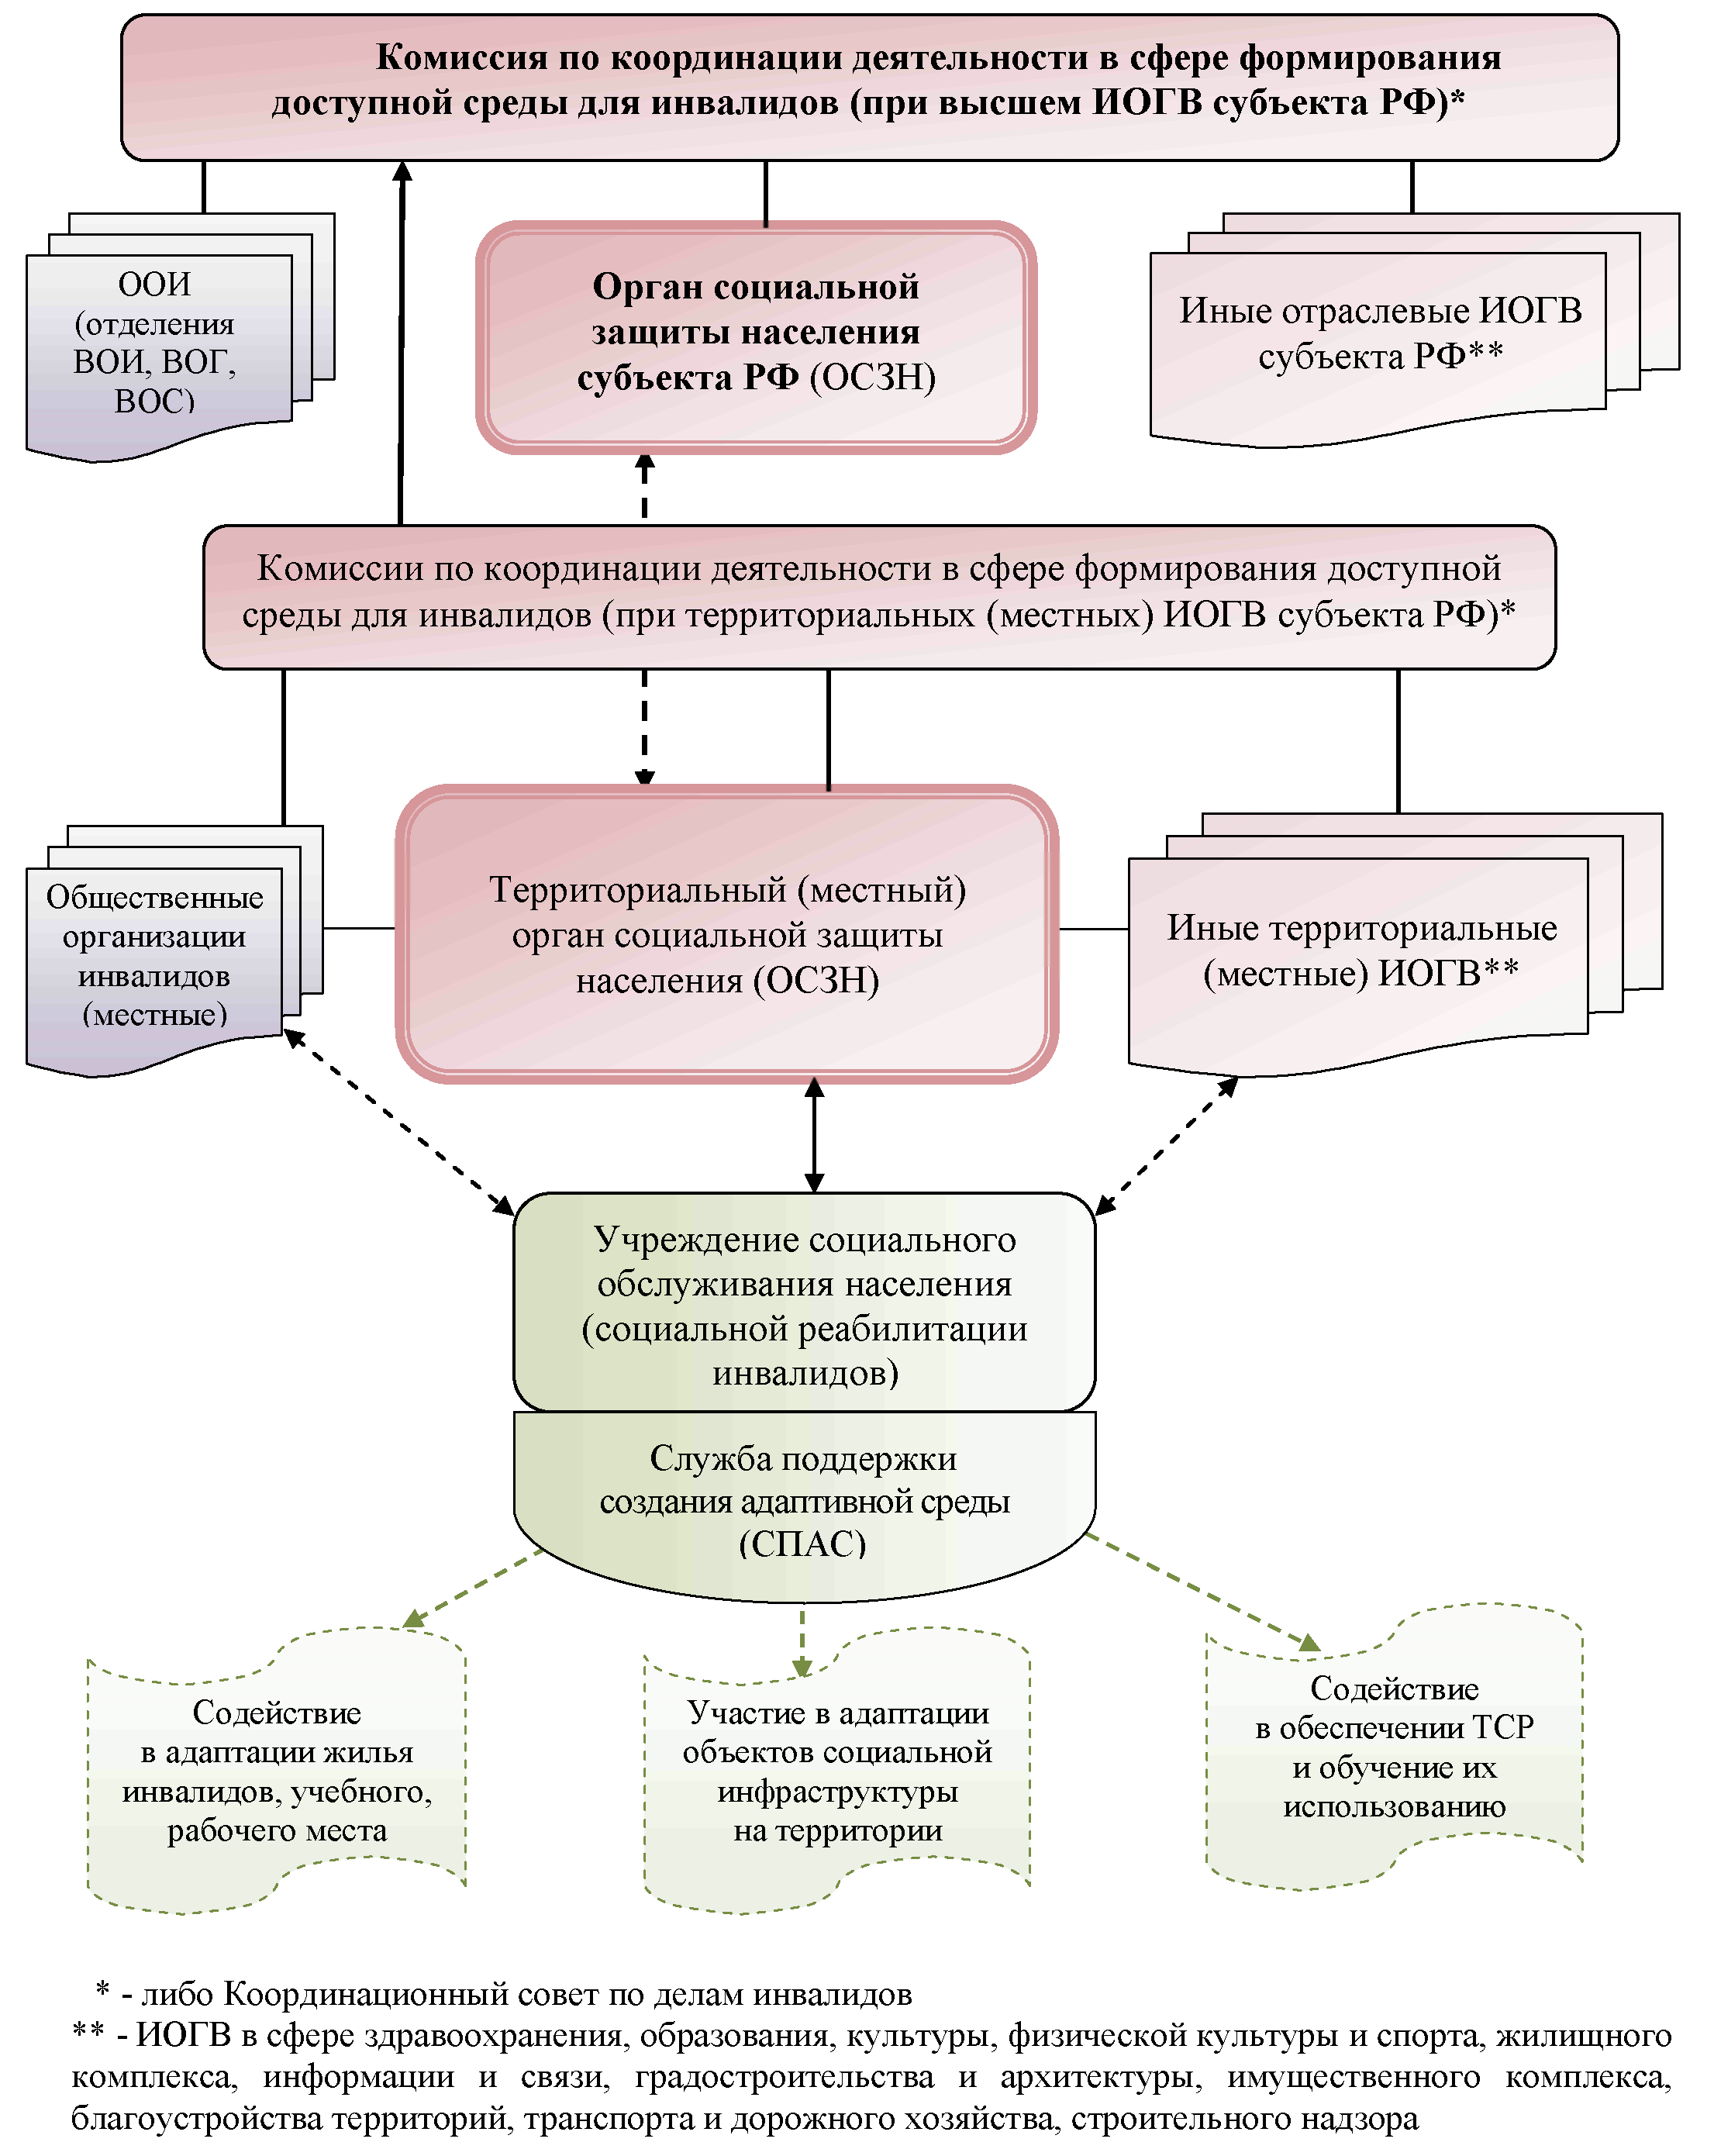 Комиссия по координации деятельности в сфере формирования
доступной среды для инвалидов (при высшем ИОГВ субъекта РФ)*
ООИ
(отделения
ВОИ, ВОГ,
ВОС)
Орган социальной
защиты населения
субъекта РФ (ОСЗН)
Иные отраслевые ИОГВ
субъекта РФ**
Комиссии по координации деятельности в сфере формирования доступной
среды для инвалидов (при территориальных (местных) ИОГВ субъекта РФ)*
Общественные
организации
инвалидов
(местные)
Территориальный (местный)
орган социальной защиты
населения (ОСЗН)
Иные территориальные
(местные) ИОГВ**
Учреждение социального
обслуживания населения
(социальной реабилитации
инвалидов)
Служба поддержки
создания адаптивной среды
(СПАС)
Содействие
в адаптации жилья
инвалидов, учебного,
рабочего места
Участие в адаптации
объектов социальной
инфраструктуры
на территории
Содействие
в обеспечении ТСР
и обучение их
использованию
* - либо Координационный совет по делам инвалидов
** - ИОГВ в сфере здравоохранения, образования, культуры, физической культуры и спорта, жилищного
комплекса, информации и связи, градостроительства и архитектуры, имущественного комплекса,
благоустройства территорий, транспорта и дорожного хозяйства, строительного надзора